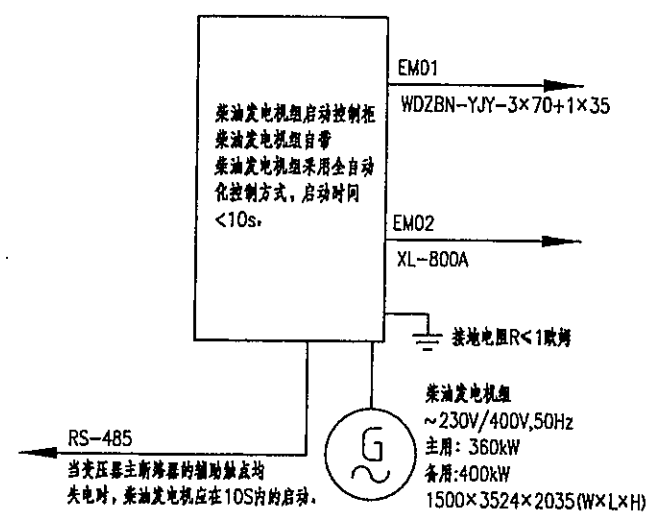 EM01
WDZBN-YJY-3×70+1×35
柴油发电机组启动控制柜
柴油发电机组自带
柴油发电机组采用全自动
化控制方式，启动时间
<10s.
EM02
XL-800A
接地电阻R≤1欧姆
柴油发电机组
~230V/400V,50Hz
主用: 360kW
备用:400kW
1500×3524×2035(W×L×H)
G
RS-485
当变压器主断路器的辅助触点均
失电时，柴油发电机应在10S内的启动.